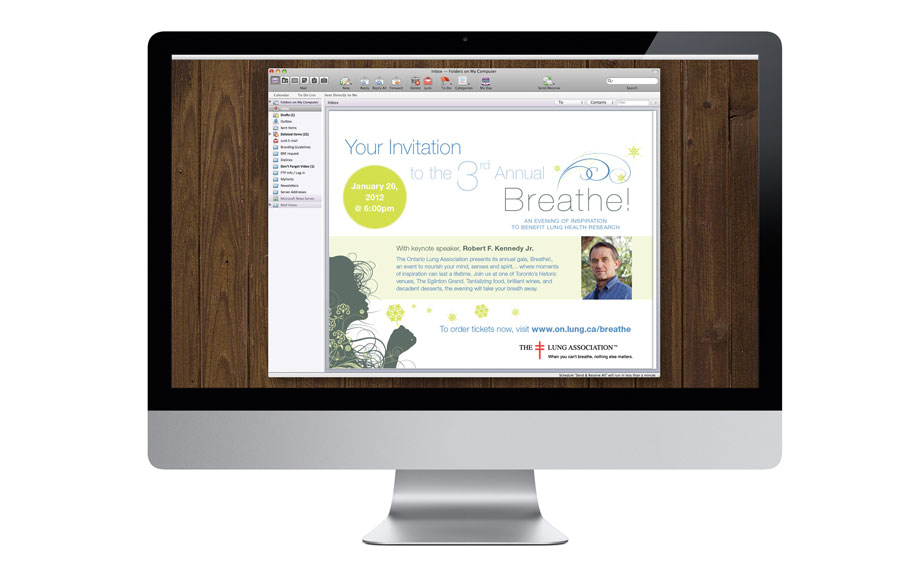 Inbox — Folders on My Computer
New
Reply
Reply All
Forward
Delete
Junk
To Do
Categories
My Day
Send/Receive
Mail
Search
Calendar
To Do List
Sent Directly to Me
Folders on My Computer
Inbox
To
Contains
Drafts (1)
Outbox
Sent Items
Deleted Items (22)
Junk E-mail
Branding Guidelines
Dielines
Don't Forget Video (1)
FTP Info / Log in
MyFonts
Newsletters
Server Addresses
Microsoft News Server
Your Invitation
to the 3rd Annual
Breathe!
January 26,
2012
@ 6:00pm
AN EVENING OF INSPIRATION
TO BENEFIT LUNG HEALTH RESEARCH
With keynote speaker, Robert F. Kennedy Jr.
The Ontario Lung Association presents its annual gala, Breathe!,
an event to nourish your mind, senses and spirit... where moments
of inspiration can last a lifetime. Join us at one of Toronto's historic
venues, The Eglinton Grand. Tantalizing food, brilliant wines, and
decadent desserts, the evening will take your breath away.
To order tickets now, visit www.on.lung.ca/breathe
THE LUNG ASSOCIATION™
When you can't breathe, nothing else matters.
Schedule "Send & Receive All" will run in less than a minute